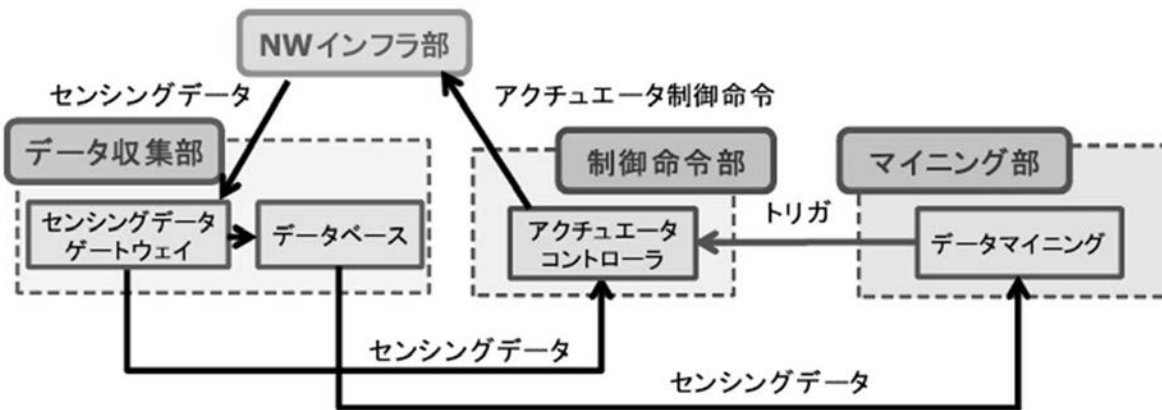 NWインフラ部
センシングデータ
アクチュエータ制御命令
データ収集部
制御命令部
マイニング部
センシングデータ
ゲートウェイ
データベース
アクチュエータ
コントローラ
トリガ
データマイニング
センシングデータ
センシングデータ